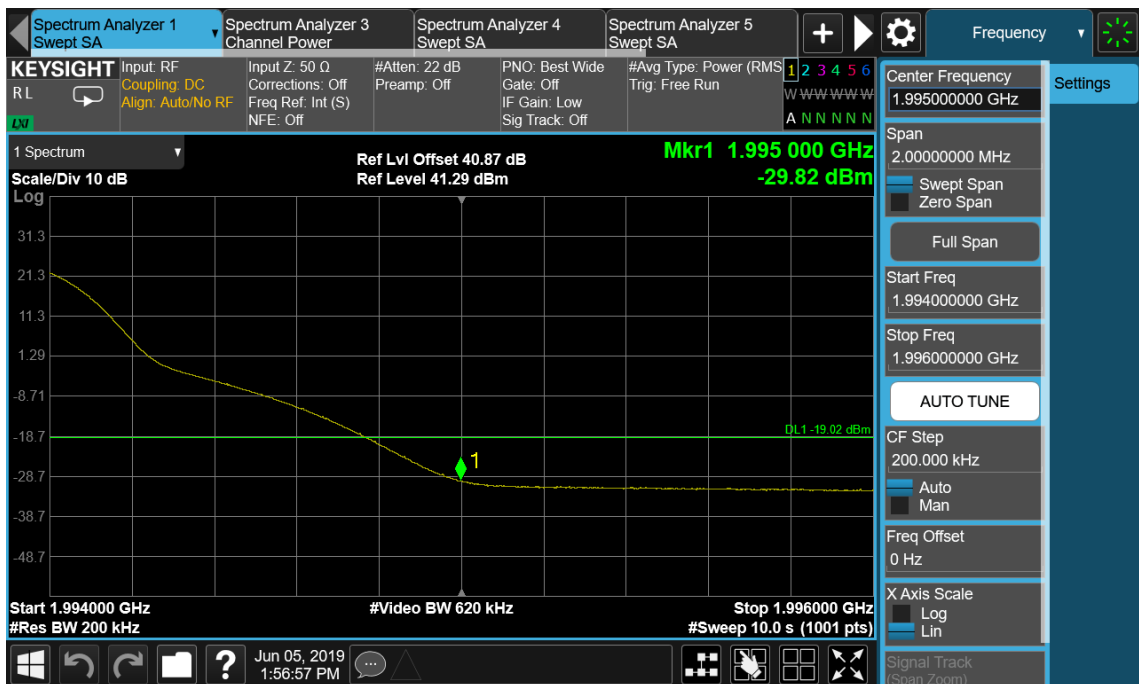 Spectrum Analyzer 1
Swept SA
Spectrum Analyzer 3
Channel Power
Spectrum Analyzer 4
Swept SA
Spectrum Analyzer 5
Swept SA
+
Frequency
KEYSIGHT
RL
LXI
Input: RF
Coupling: DC
Align: Auto/No RF
Input Z: 50 Ω
Corrections: Off
Freq Ref: Int (S)
NFE: Off
#Atten: 22 dB
Preamp: Off
PNO: Best Wide
Gate: Off
IF Gain: Low
Sig Track: Off
#Avg Type: Power (RMS
Trig: Free Run
1 2 3 4 5 6
W W W W W W
A N N N N N
1 Spectrum
Scale/Div 10 dB
Log
Ref Lvl Offset 40.87 dB
Ref Level 41.29 dBm
Mkr1 1.995 000 GHz
-29.82 dBm
31.3
21.3
11.3
1.29
-8.71
-18.7
-28.7
-38.7
-48.7
DL1 -19.02 dBm
1
Start 1.994000 GHz
#Res BW 200 kHz
#Video BW 620 kHz
Stop 1.996000 GHz
#Sweep 10.0 s (1001 pts)
Center Frequency
1.995000000 GHz
Span
2.00000000 MHz
Swept Span
Zero Span
Full Span
Start Freq
1.994000000 GHz
Stop Freq
1.996000000 GHz
AUTO TUNE
CF Step
200.000 kHz
Auto
Man
Freq Offset
0 Hz
X Axis Scale
Log
Lin
Signal Track
(Span Zoom)
Settings
?
Jun 05, 2019
1:56:57 PM